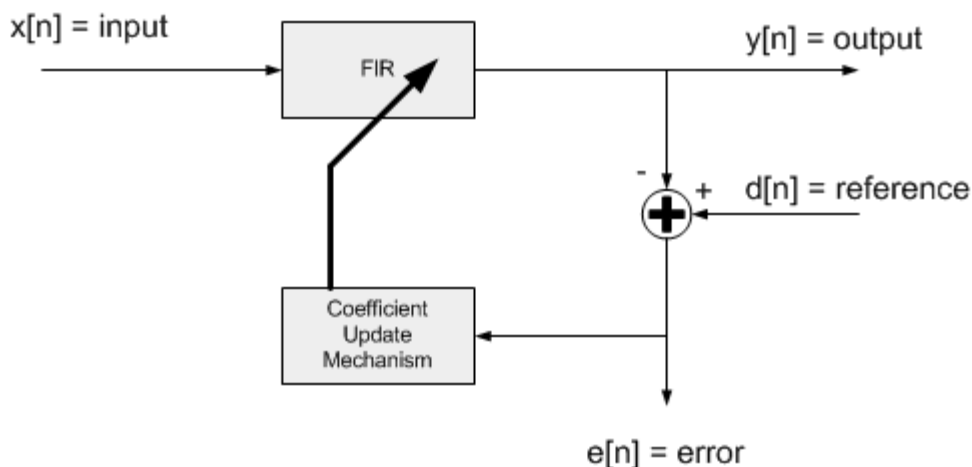 x[n] = input
FIR
y[n] = output
-
+
d[n] = reference
Coefficient
Update
Mechanism
e[n] = error